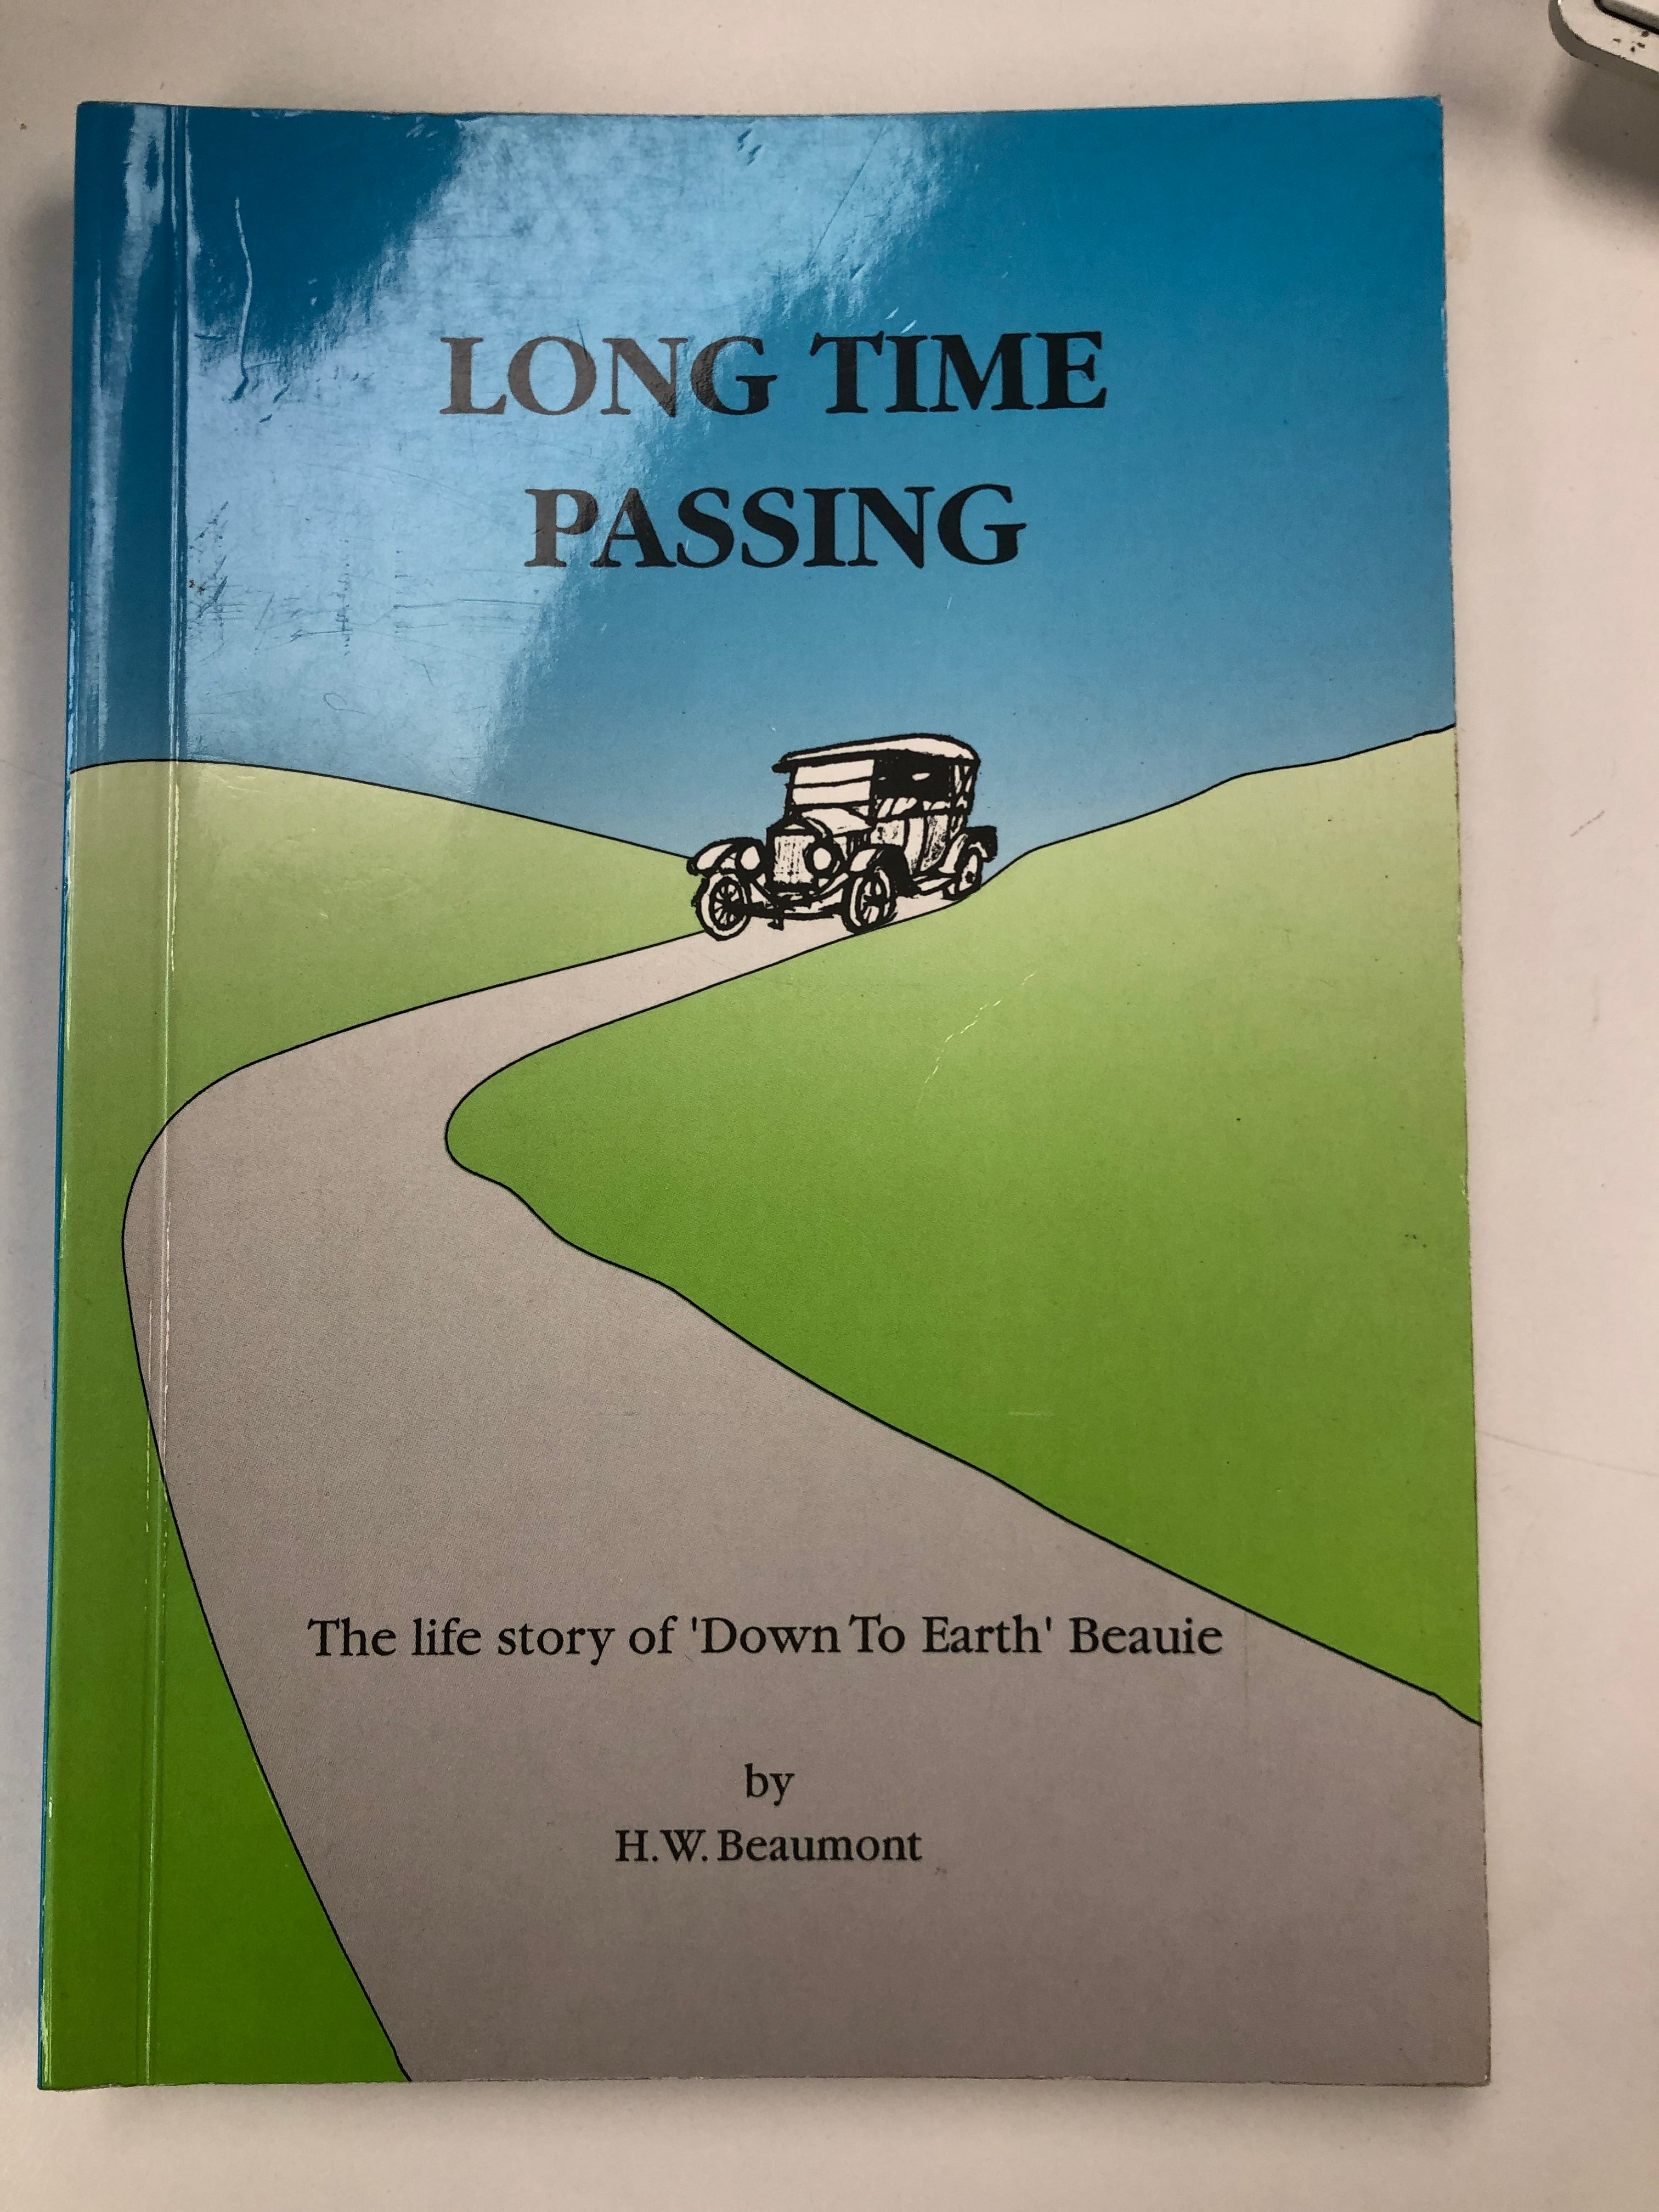 LONG TIME
PASSING
The life story of 'Down To Earth' Beauie
by
H.W. Beaumont